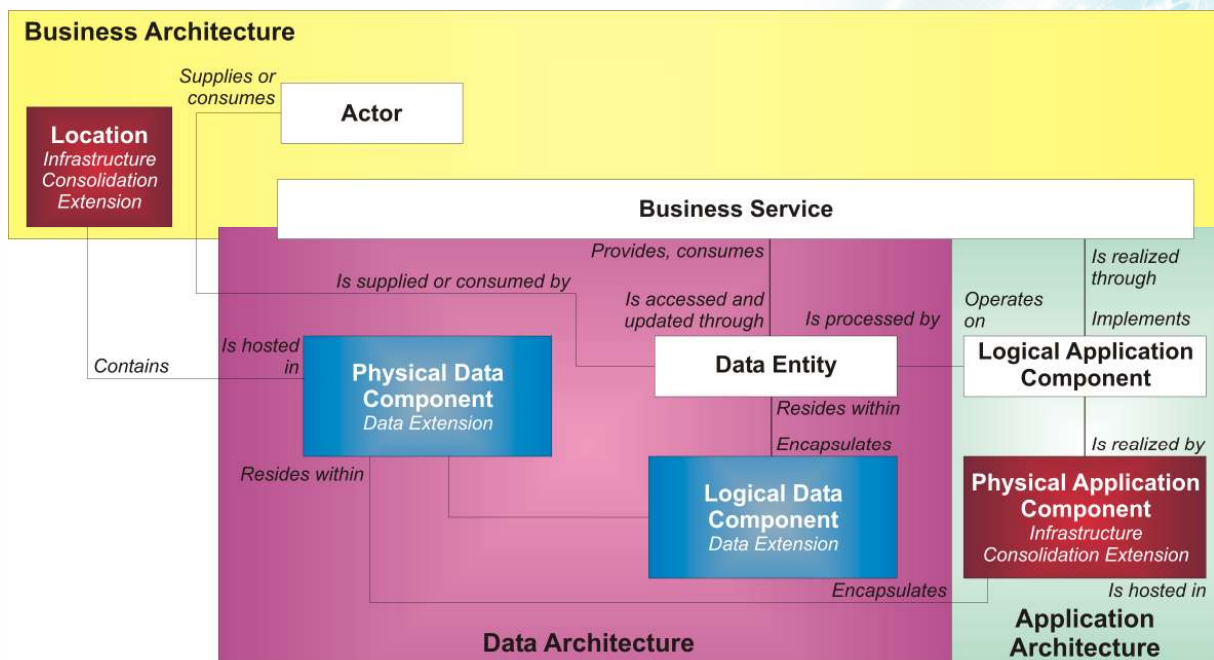 Business Architecture
Supplies or
consumes
Actor
Location
Infrastructure
Consolidation
Extension
Business Service
Provides, consumes
Is realized
through
Is supplied or consumed by
Is accessed and
updated through
Is processed by
Operates
on
Implements
Contains
Is hosted
in
Physical Data
Component
Data Extension
Data Entity
Logical Application
Component
Resides within
Encapsulates
Is realized by
Resides within
Logical Data
Component
Data Extension
Physical Application
Component
Infrastructure
Consolidation Extension
Encapsulates
Is hosted in
Data Architecture
Application
Architecture